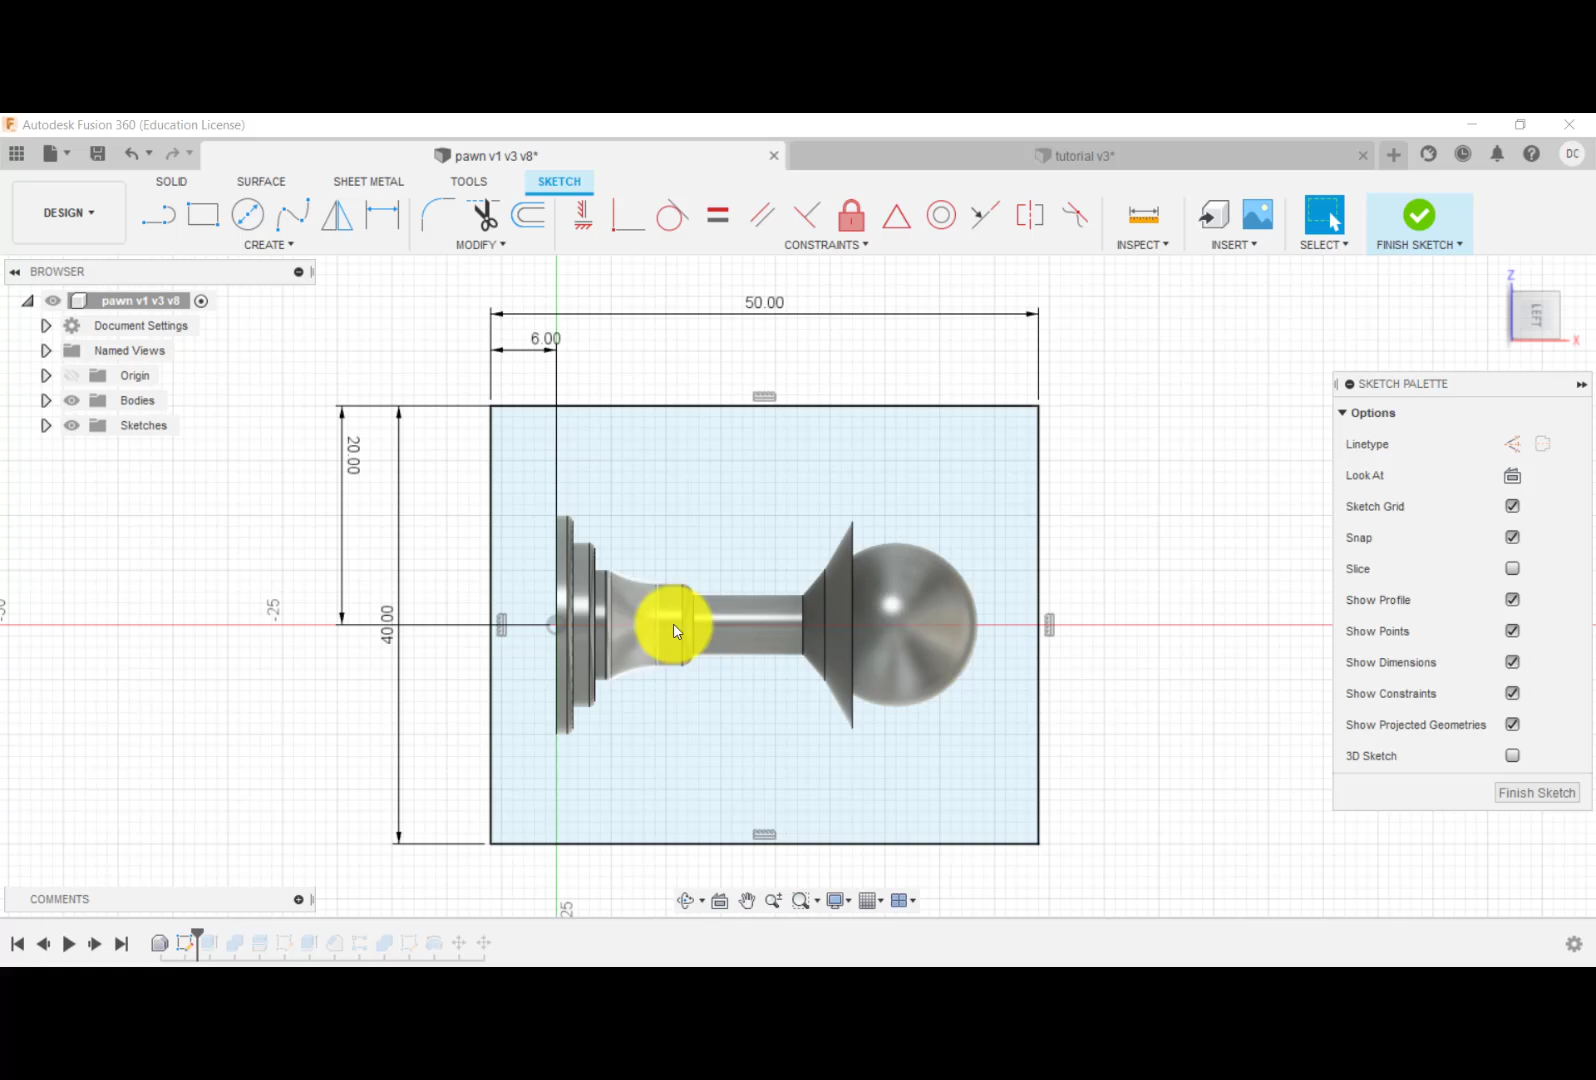 Autodesk Fusion 360 (Education License)
pawn v1 v3 v8*
tutorial v3*
DC
DESIGN
SOLID
SURFACE
SHEET METAL
TOOLS
SKETCH
CREATE
MODIFY
CONSTRAINTS
INSPECT
INSERT
SELECT
FINISH SKETCH
BROWSER
pawn v1 v3 v8
Document Settings
Named Views
Origin
Bodies
Sketches
50.00
6.00
20.00
40.00
-25
25
Z
LEFT
X
SKETCH PALETTE
Options
Linetype
Look At
Sketch Grid
Snap
Slice
Show Profile
Show Points
Show Dimensions
Show Constraints
Show Projected Geometries
3D Sketch
Finish Sketch
COMMENTS